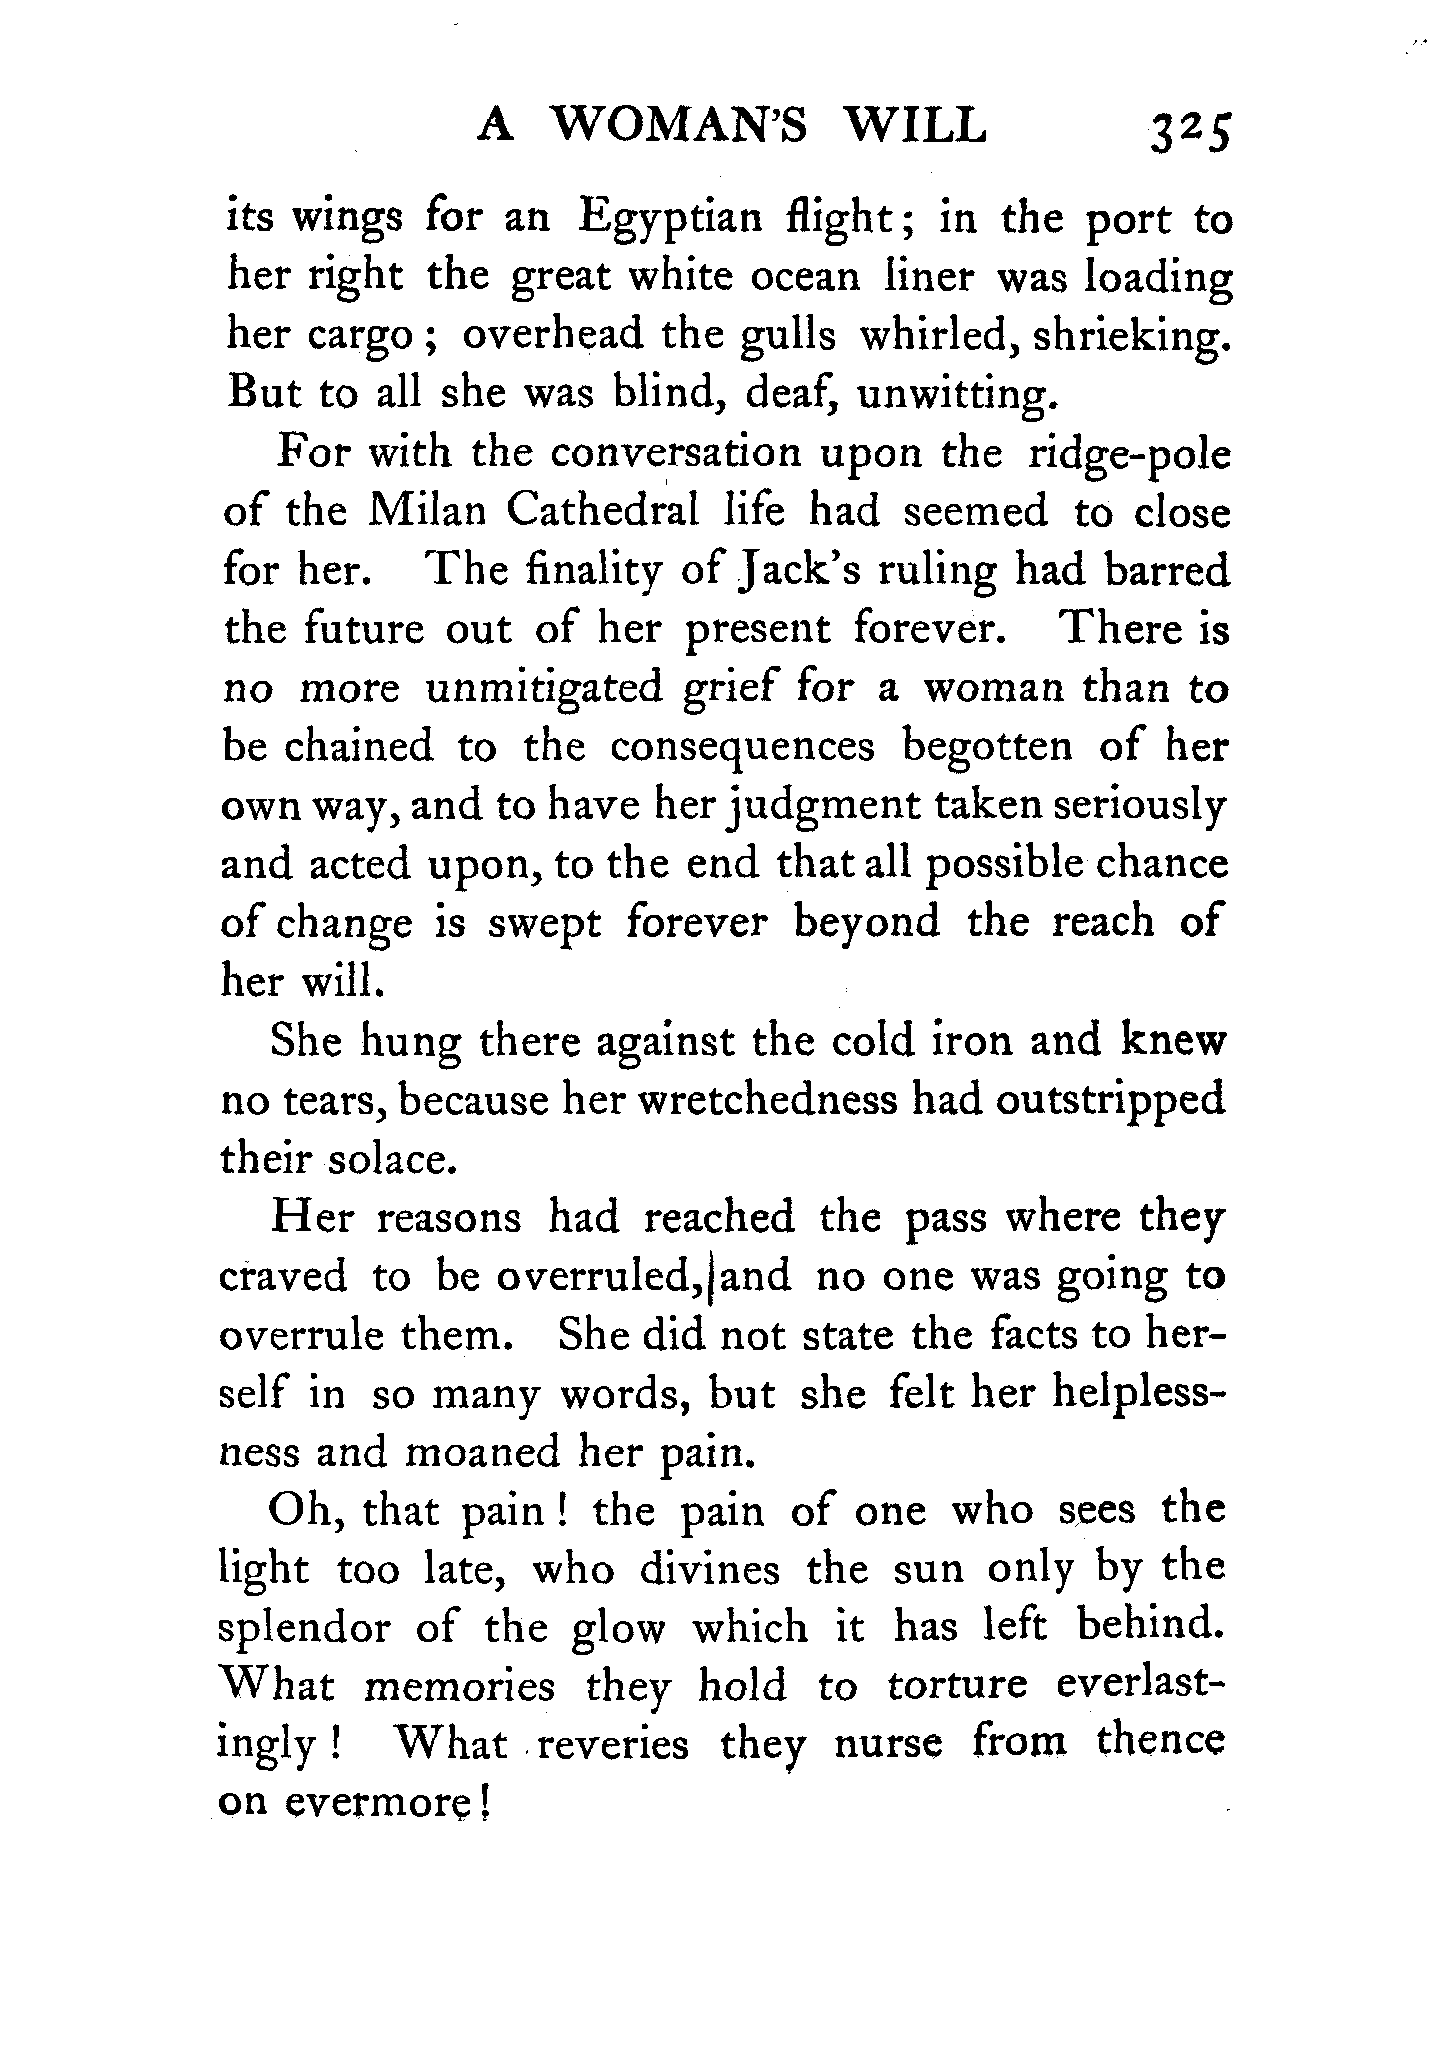 A WOMAN'S WILL 325
its wings for an Egyptian flight; in the port to
her right the great white ocean liner was loading
her cargo; overhead the gulls whirled, shrieking.
But to all she was blind, deaf, unwitting.
For with the conversation upon the ridge-pole
of the Milan Cathedral life had seemed to close
for her. The finality of Jack's ruling had barred
the future out of her present forever. There is
no more unmitigated grief for a woman than to
be chained to the consequences begotten of her
own way, and to have her judgment taken seriously
and acted upon, to the end that all possible chance
of change is swept forever beyond the reach of
her will.
She hung there against the cold iron and knew
no tears, because her wretchedness had outstripped
their solace.
Her reasons had reached the pass where they
craved to be overruled, and no one was going to
overrule them. She did not state the facts to her-
self in so many words, but she felt her helpless-
ness and moaned her pain.
Oh, that pain! the pain of one who sees the
light too late, who divines the sun only by the
splendor of the glow which it has left behind.
What memories they hold to torture everlast-
ingly! What reveries they nurse from thence
on evermore!